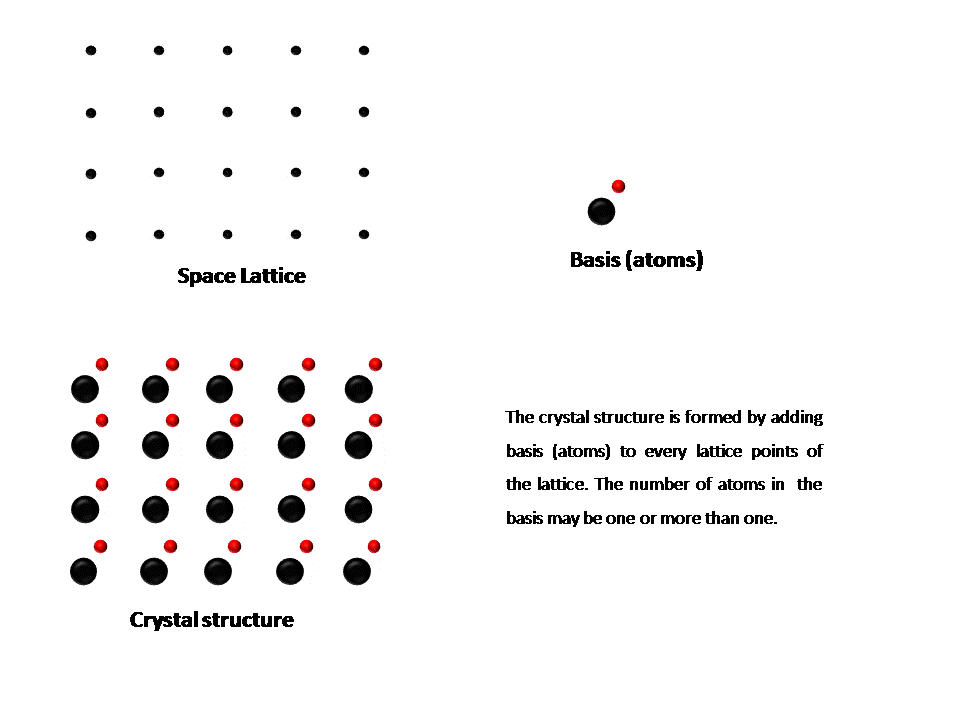 Space Lattice
Basis (atoms)
The crystal structure is formed by adding
basis (atoms) to every lattice points of
the lattice. The number of atoms in the
basis may be one or more than one.
Crystal structure